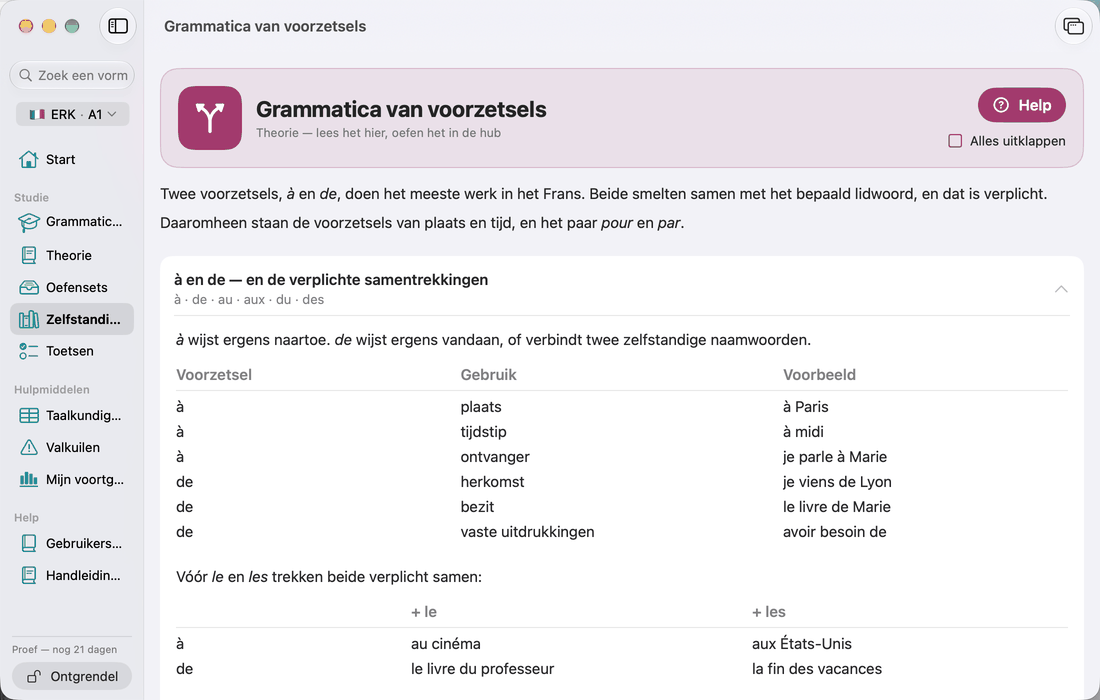 Grammatica van voorzetsels
Zoek een vorm
ERK · A1
Start
Studie
Grammatic...
Theorie
Oefensets
Zelfstandi...
Toetsen
Hulpmiddelen
Taalkundig...
Valkuilen
Mijn voortg...
Help
Gebruikers...
Handleidin...
Proef — nog 21 dagen
Ontgrendel
Grammatica van voorzetsels
Theorie — lees het hier, oefen het in de hub
Help
Alles uitklappen
Twee voorzetsels, à en de, doen het meeste werk in het Frans. Beide smelten samen met het bepaald lidwoord, en dat is verplicht.
Daaromheen staan de voorzetsels van plaats en tijd, en het paar pour en par.
à en de — en de verplichte samentrekkingen
à · de · au · aux · du · des
à wijst ergens naartoe. de wijst ergens vandaan, of verbindt twee zelfstandige naamwoorden.
Voorzetsel Gebruik Voorbeeld
à plaats à Paris
à tijdstip à midi
à ontvanger je parle à Marie
de herkomst je viens de Lyon
de bezit le livre de Marie
de vaste uitdrukkingen avoir besoin de
Vóór le en les trekken beide verplicht samen:
+ le + les
à au cinéma aux États-Unis
de le livre du professeur la fin des vacances